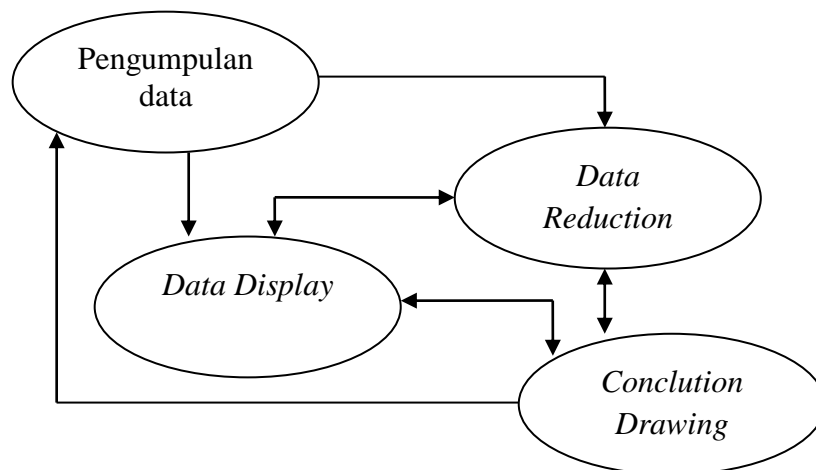 Pengumpulan
data
Data
Reduction
Data Display
Conclution
Drawing